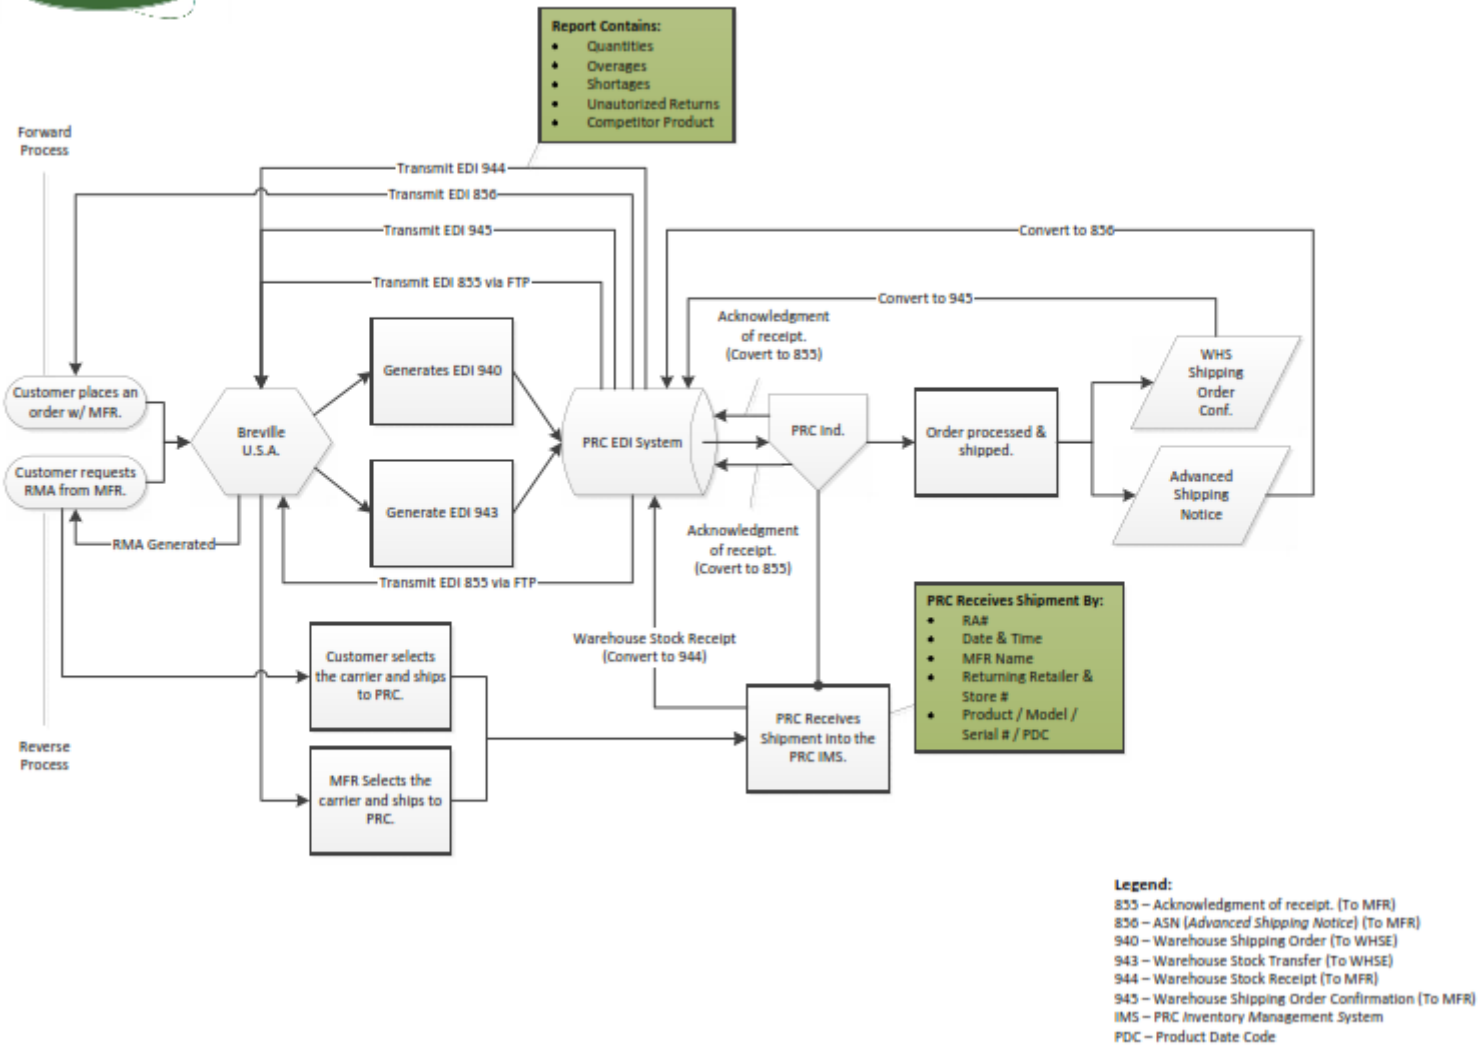 Report Contains:
• Quantities
• Overages
• Shortages
• Unautorized Returns
• Competitor Product
Forward
Process
Transmit EDI 944
Transmit EDI 856
Transmit EDI 945
Convert to 856
Transmit EDI 855 via FTP
Convert to 945
Acknowledgment
of receipt.
(Covert to 855)
Generates EDI 940
WHS
Shipping
Order
Conf.
Customer places an
order w/ MFR.
Breville
U.S.A.
PRC EDI System
PRC Ind.
Order processed &
shipped.
Customer requests
RMA from MFR.
Advanced
Shipping
Notice
Generate EDI 943
RMA Generated
Acknowledgment
of receipt.
(Covert to 855)
Transmit EDI 855 via FTP
PRC Receives Shipment By:
• RA#
• Date & Time
• MFR Name
• Returning Retailer &
Store #
• Product / Model /
Serial # / PDC
Warehouse Stock Receipt
(Convert to 944)
Customer selects
the carrier and ships
to PRC.
PRC Receives
Shipment into the
PRC IMS.
Reverse
Process
MFR Selects the
carrier and ships to
PRC.
Legend:
855 – Acknowledgment of receipt. (To MFR)
856 – ASN (Advanced Shipping Notice) (To MFR)
940 – Warehouse Shipping Order (To WHSE)
943 – Warehouse Stock Transfer (To WHSE)
944 – Warehouse Stock Receipt (To MFR)
945 – Warehouse Shipping Order Confirmation (To MFR)
IMS – PRC Inventory Management System
PDC – Product Date Code